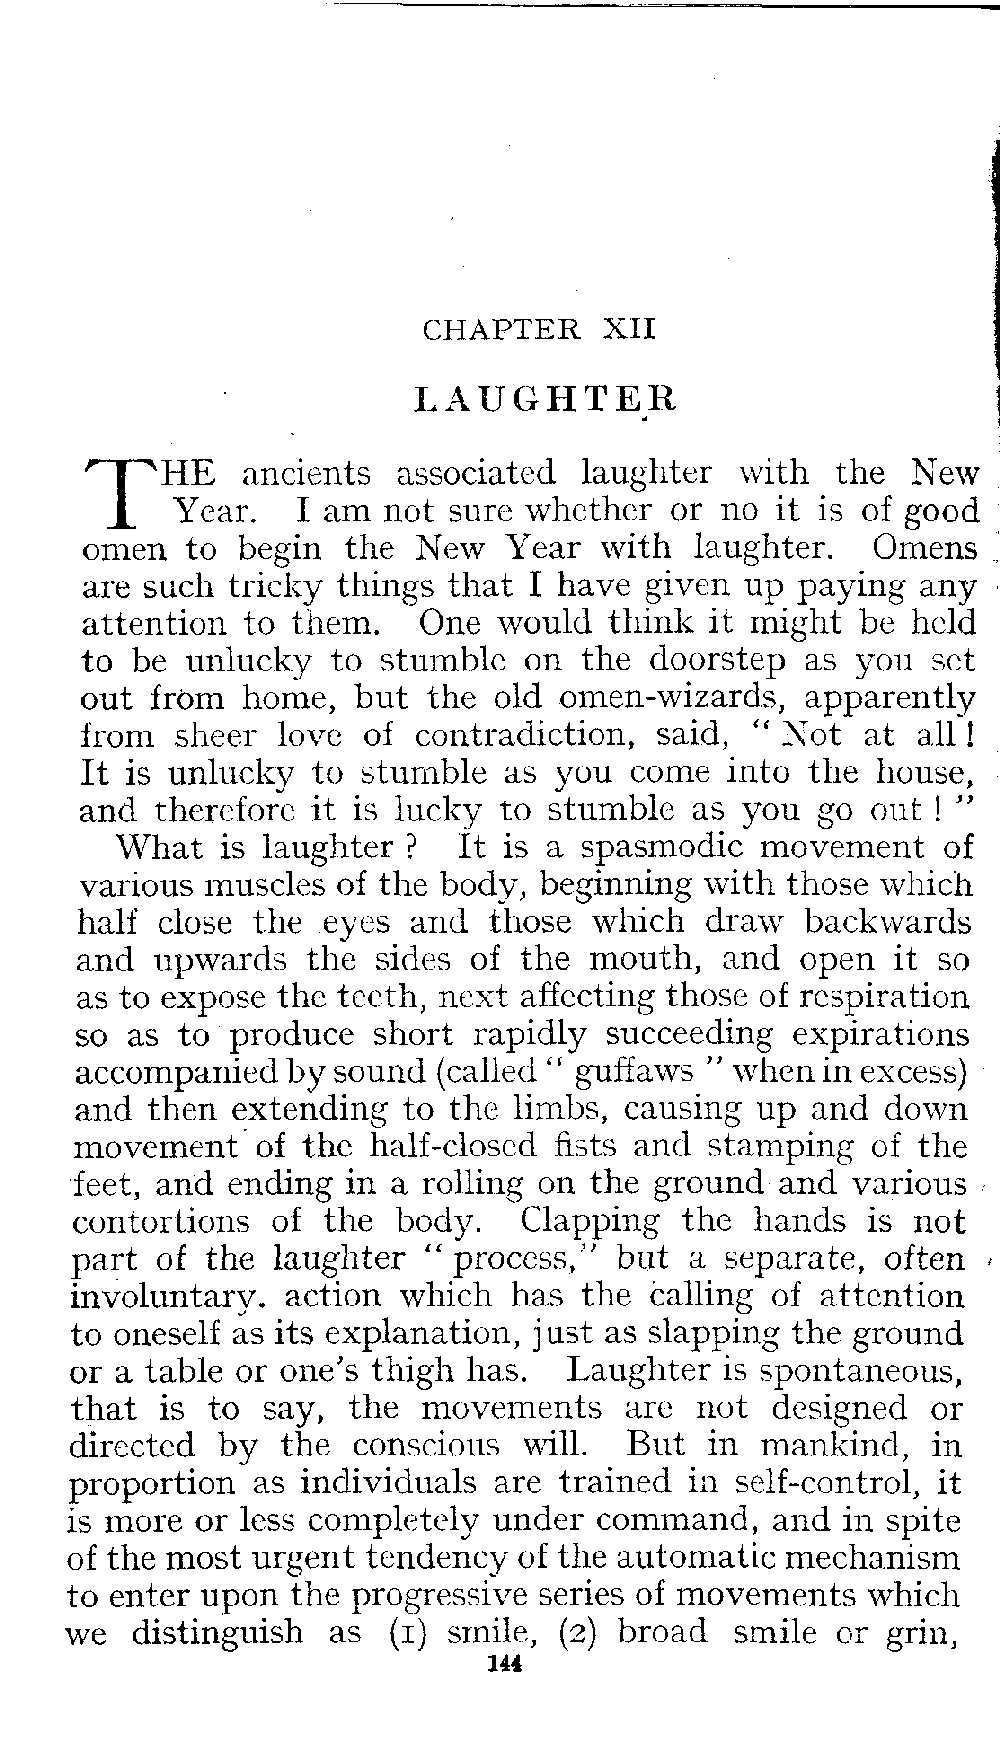 CHAPTER XII
LAUGHTER
THE ancients associated laughter with the New
Year. I am not sure whether or no it is of good
omen to begin the New Year with laughter. Omens
are such tricky things that I have given up paying any
attention to them. One would think it might be held
to be unlucky to stumble on the doorstep as you set
out from home, but the old omen-wizards, apparently
from sheer love of contradiction, said, “ Not at all !
It is unlucky to stumble as you come into the house,
and therefore it is lucky to stumble as you go out ! ”
What is laughter ? It is a spasmodic movement of
various muscles of the body, beginning with those which
half close the eyes and those which draw backwards
and upwards the sides of the mouth, and open it so
as to expose the teeth, next affecting those of respiration
so as to produce short rapidly succeeding expirations
accompanied by sound (called “ guffaws ” when in excess)
and then extending to the limbs, causing up and down
movement of the half-closed fists and stamping of the
feet, and ending in a rolling on the ground and various
contortions of the body. Clapping the hands is not
part of the laughter “ process,” but a separate, often
involuntary. action which has the calling of attention
to oneself as its explanation, just as slapping the ground
or a table or one's thigh has. Laughter is spontaneous,
that is to say, the movements are not designed or
directed by the conscious will. But in mankind, in
proportion as individuals are trained in self-control, it
is more or less completely under command, and in spite
of the most urgent tendency of the automatic mechanism
to enter upon the progressive series of movements which
we distinguish as (1) smile, (2) broad smile or grin,
144